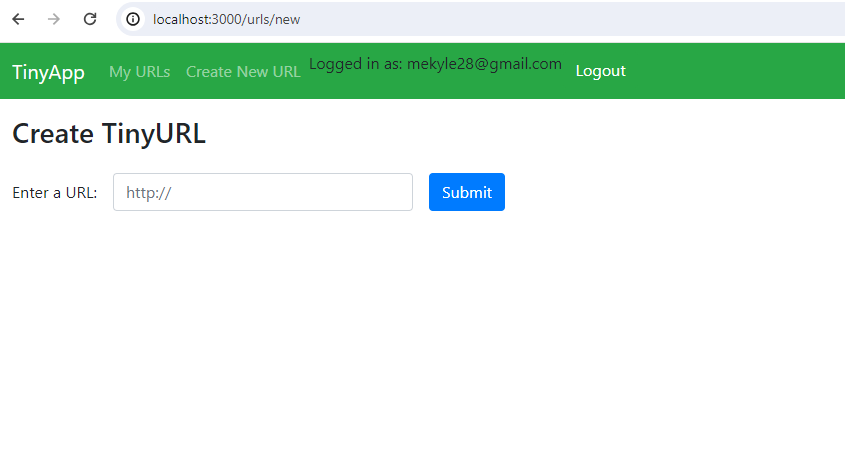 localhost:3000/urls/new
TinyApp My URLs Create New URL Logged in as: mekyle28@gmail.com Logout
Create TinyURL
Enter a URL: http:// Submit